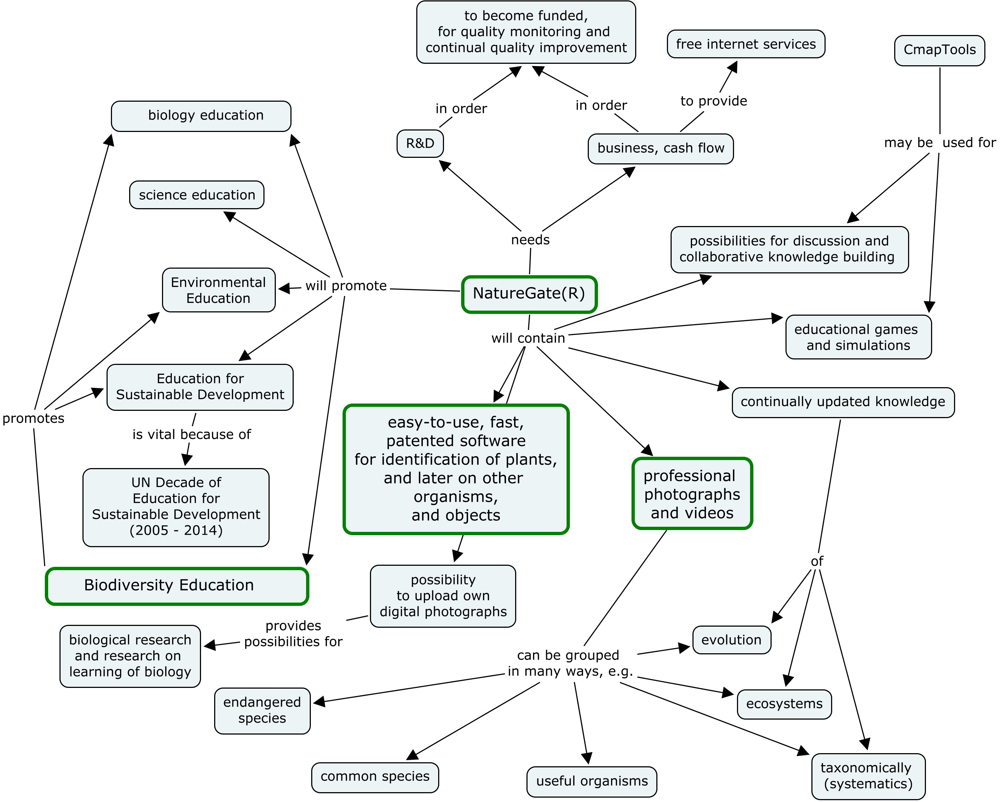 to become funded,
for quality monitoring and
continual quality improvement
free internet services
CmapTools
biology education
in order
in order
to provide
R&D
business, cash flow
may be used for
science education
needs
possibilities for discussion and
collaborative knowledge building
Environmental
Education
will promote
NatureGate(R)
will contain
educational games
and simulations
Education for
Sustainable Development
continually updated knowledge
promotes
is vital because of
easy-to-use, fast,
patented software
for identification of plants,
and later on other
organisms,
and objects
professional
photographs
and videos
UN Decade of
Education for
Sustainable Development
(2005 - 2014)
of
Biodiversity Education
possibility
to upload own
digital photographs
provides
possibilities for
biological research
and research on
learning of biology
can be grouped
in many ways, e.g.
evolution
endangered
species
ecosystems
common species
useful organisms
taxonomically
(systematics)